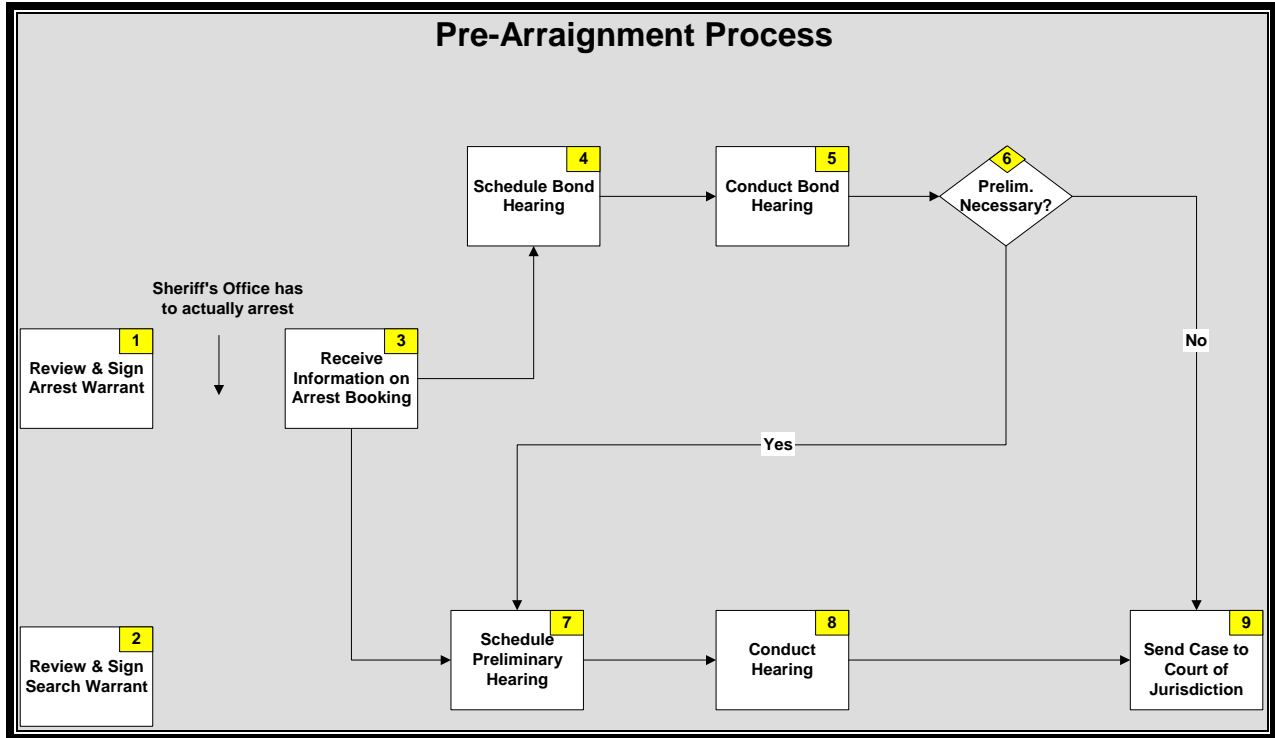 Pre-Arraignment Process
4
Schedule Bond
Hearing
5
Conduct Bond
Hearing
6
Prelim.
Necessary?
Sheriff's Office has
to actually arrest
1
Review & Sign
Arrest Warrant
3
Receive
Information on
Arrest Booking
No
Yes
2
Review & Sign
Search Warrant
7
Schedule
Preliminary
Hearing
8
Conduct
Hearing
9
Send Case to
Court of
Jurisdiction